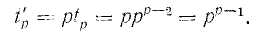 t'_p = pt_p = pp^{p-2} = p^{p-1}.